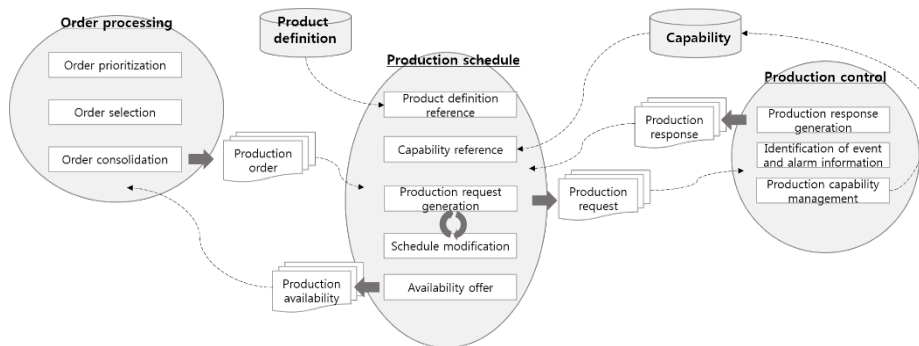 Order processing
Order prioritization
Order selection
Order consolidation
Production
order
Product
definition
Production schedule
Product definition
reference
Capability reference
Production request
generation
Schedule modification
Availability offer
Production
availability
Production
request
Production
response
Capability
Production control
Production response
generation
Identification of event
and alarm information
Production capability
management